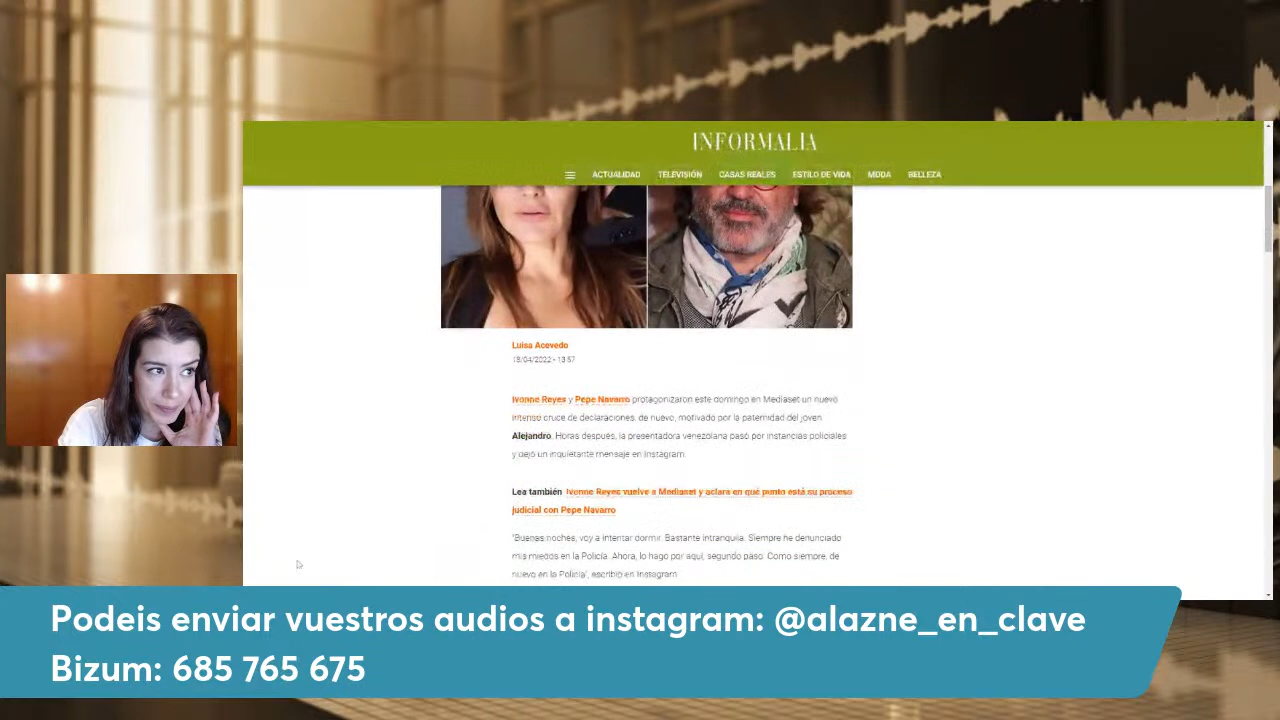 INFORMALIA
ACTUALIDAD TELEVISIÓN CASAS REALES ESTILO DE VIDA MODA BELLEZA
Luisa Acevedo
18/04/2022 - 13:57
Ivonne Reyes y Pepe Navarro protagonizaron este domingo en Mediaset un nuevo
intenso cruce de declaraciones, de nuevo, motivado por la paternidad del joven
Alejandro. Horas después, la presentadora venezolana pasó por instancias policiales
y dejó un inquietante mensaje en Instagram.
Lea también Ivonne Reyes vuelve a Mediaset y aclara en qué punto está su proceso
judicial con Pepe Navarro
"Buenas noches, voy a intentar dormir. Bastante intranquila. Siempre he denunciado
mis miedos en la Policía. Ahora, lo hago por aquí, segundo paso. Como siempre, de
nuevo en la Policía", escribió en Instagram.
Podeis enviar vuestros audios a instagram: @alazne_en_clave
Bizum: 685 765 675